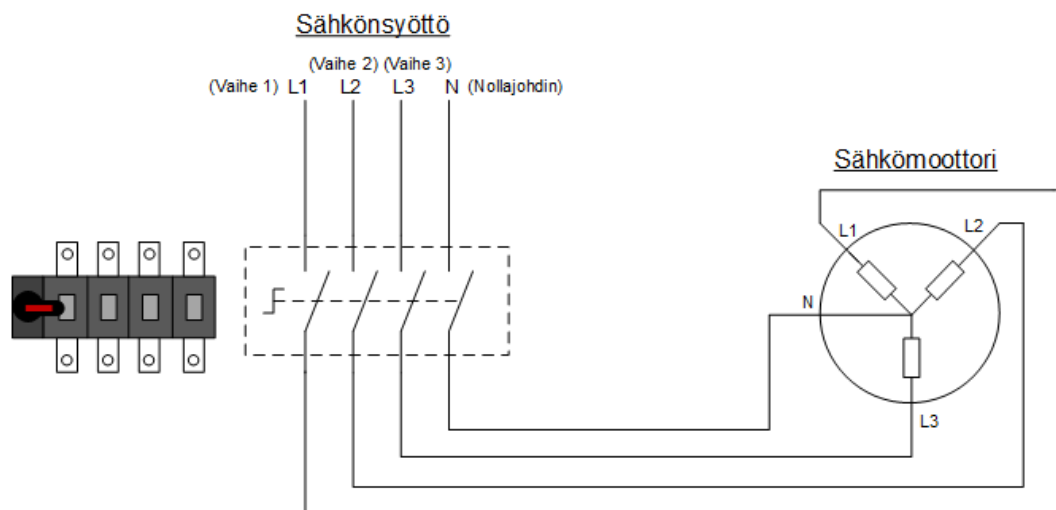 Sähkönsyöttö
(Vaihe 2) (Vaihe 3)
(Vaihe 1) L1 L2 L3 N (Nollajohdin)
Sähkömoottori
L1 L2
N
L3